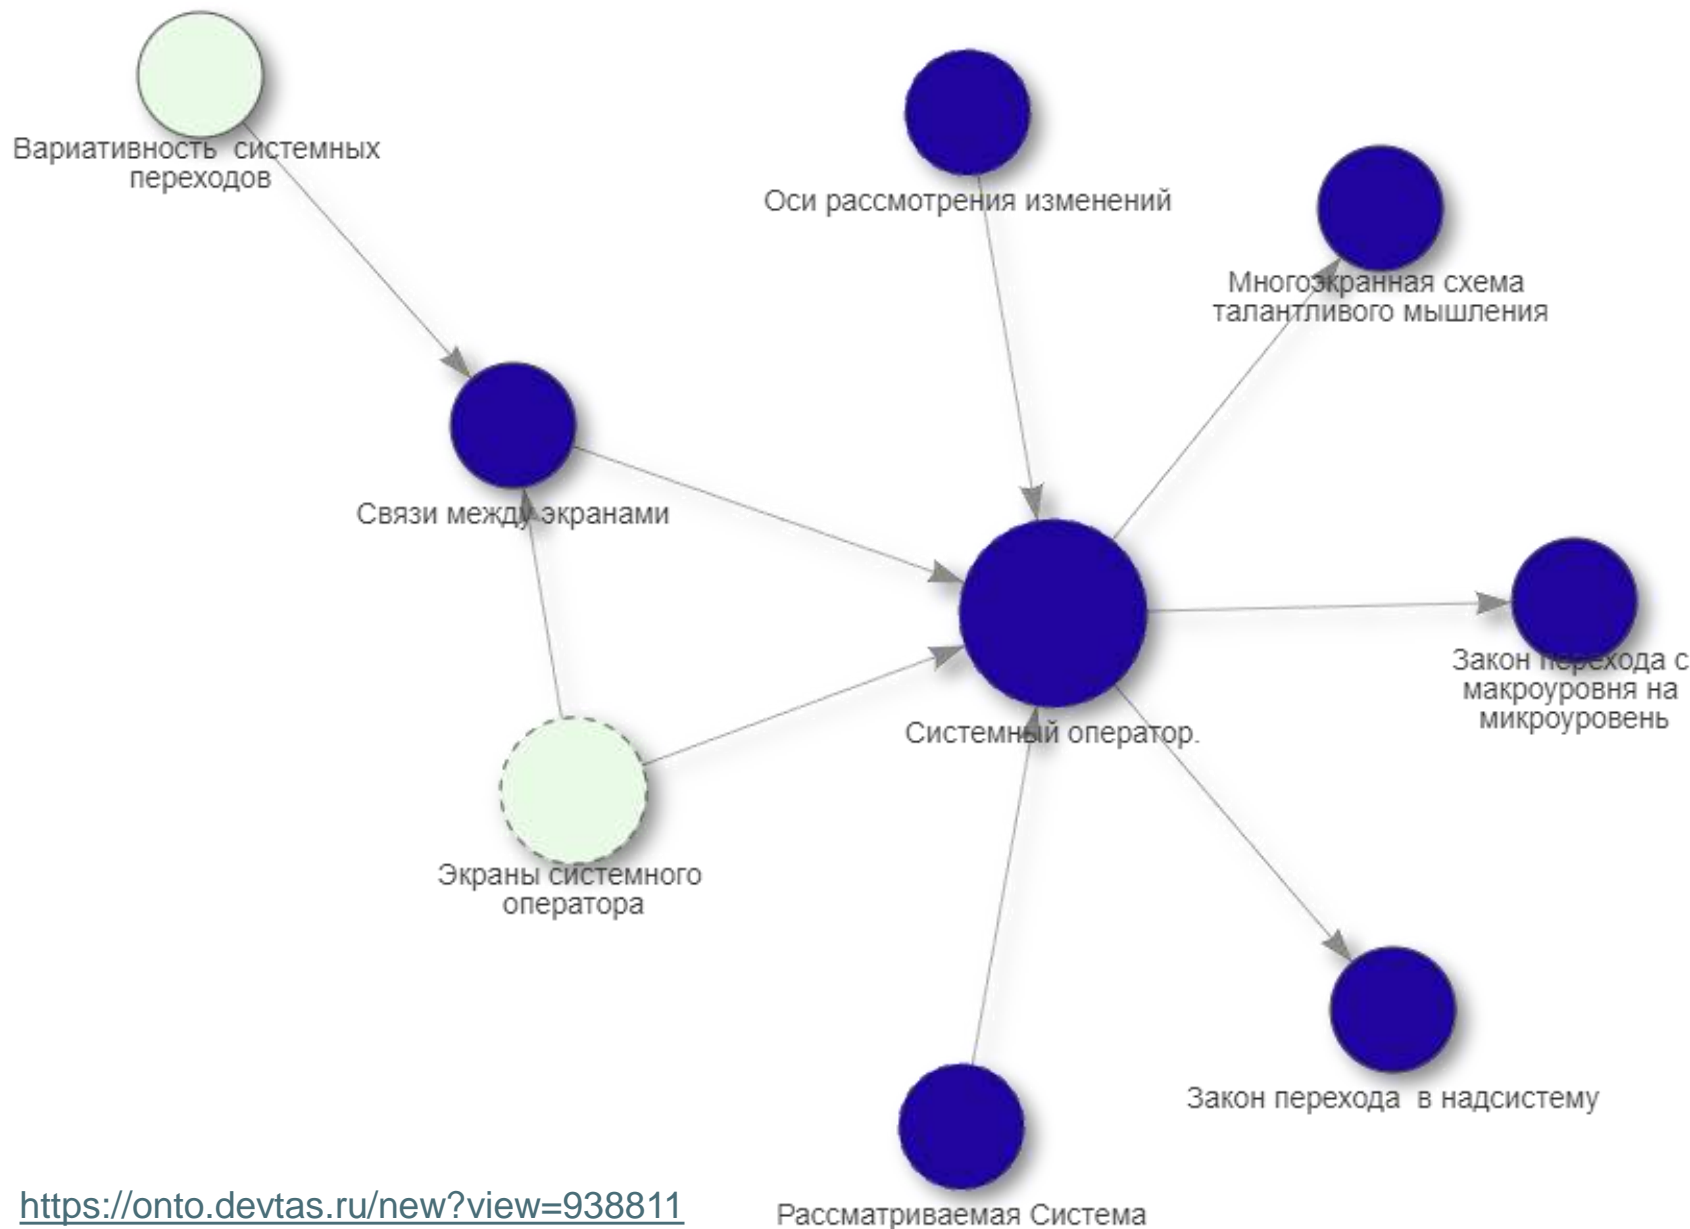 Вариативность  системных
переходов
Оси рассмотрения изменений
Многоэкранная схема
талантливого мышления
Связи между экранами
Закон перехода с
макроуровня на
микроуровень
Системный оператор.
Экраны системного
оператора
Закон перехода  в надсистему
https://onto.devtas.ru/new?view=938811
Рассматриваемая Система